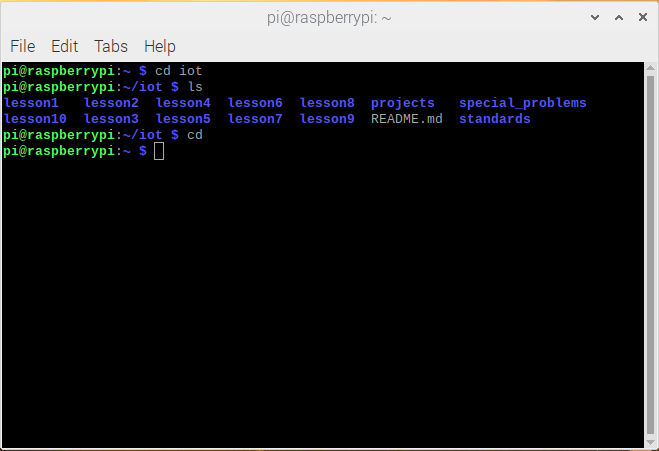 pi@raspberrypi: ~
File Edit Tabs Help
pi@raspberrypi:~ $ cd iot
pi@raspberrypi:~/iot $ ls
lesson1 lesson2 lesson4 lesson6 lesson8 projects special_problems
lesson10 lesson3 lesson5 lesson7 lesson9 README.md standards
pi@raspberrypi:~/iot $ cd
pi@raspberrypi:~ $